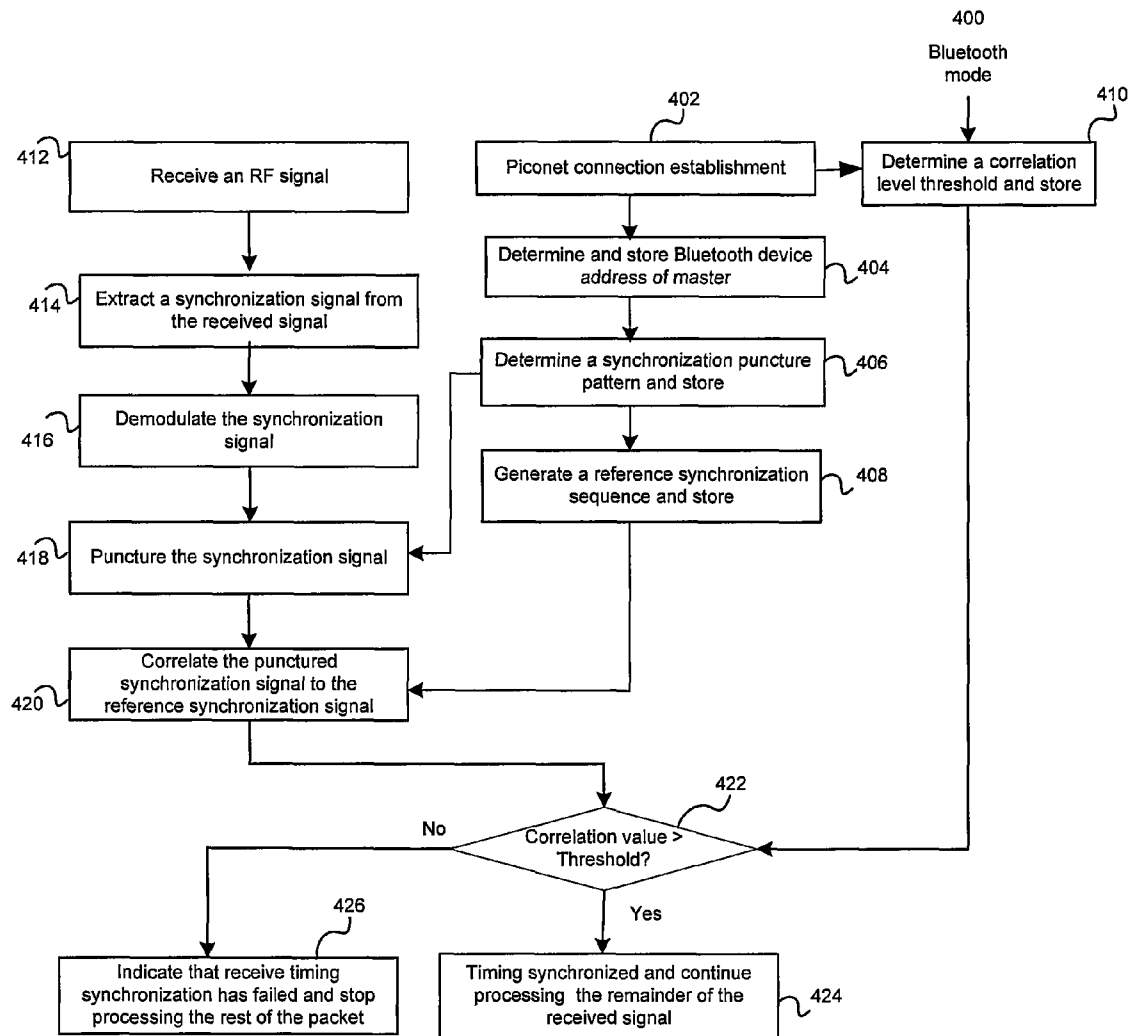 400
Bluetooth
mode
402
410
412
Receive an RF signal
Piconet connection establishment
Determine a correlation
level threshold and store
Determine and store Bluetooth device
address of master
404
414
Extract a synchronization signal from
the received signal
Determine a synchronization puncture
pattern and store
406
416
Demodulate the synchronization
signal
Generate a reference synchronization
sequence and store
408
418
Puncture the synchronization signal
420
Correlate the punctured
synchronization signal to the
reference synchronization signal
422
No
Correlation value >
Threshold?
Yes
426
Indicate that receive timing
synchronization has failed and stop
processing the rest of the packet
Timing synchronized and continue
processing the remainder of the
received signal
424